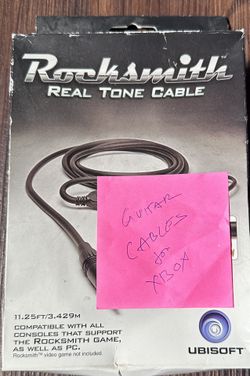 Rocksmith
REAL TONE CABLE
GUITAR
CABLES
for
XBOX
11.25FT/3.429M
COMPATIBLE WITH ALL
CONSOLES THAT SUPPORT
THE ROCKSMITH GAME,
AS WELL AS PC.
Rocksmith™ video game not included.
UBISOFT